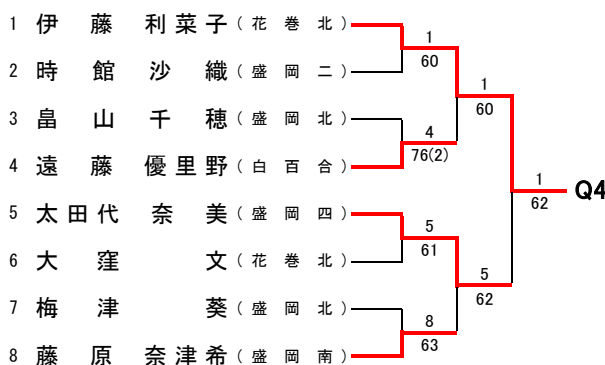 1 伊藤利菜子 (花巻北)
1
60
2 時館沙織 (盛岡二)
1
60
3 畠山千穂 (盛岡北)
4
76(2)
4 遠藤優里野 (白百合)
1
62
Q4
5 太田代奈美 (盛岡四)
5
61
6 大窪文 (花巻北)
5
62
7 梅津葵 (盛岡北)
8
63
8 藤原奈津希 (盛岡南)